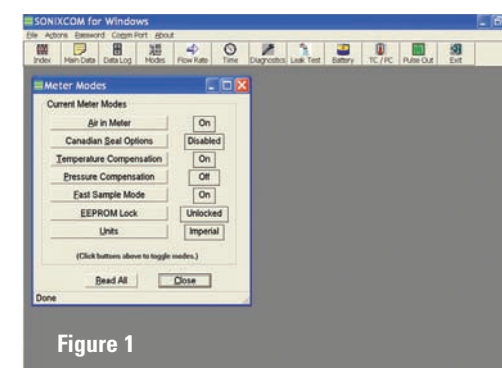 SONIXCOM for Windows
File Actions Password Comm Port About
Index Main Data Data Log Modes Flow Rate Time Diagnostics Leak Test Battery TC / PC Pulse Out Exit
Meter Modes
Current Meter Modes
Air in Meter On
Canadian Seal Options Disabled
Temperature Compensation On
Pressure Compensation Off
Fast Sample Mode On
EEPROM Lock Unlocked
Units Imperial
(Click buttons above to toggle modes.)
Read All Close
Done
Figure 1